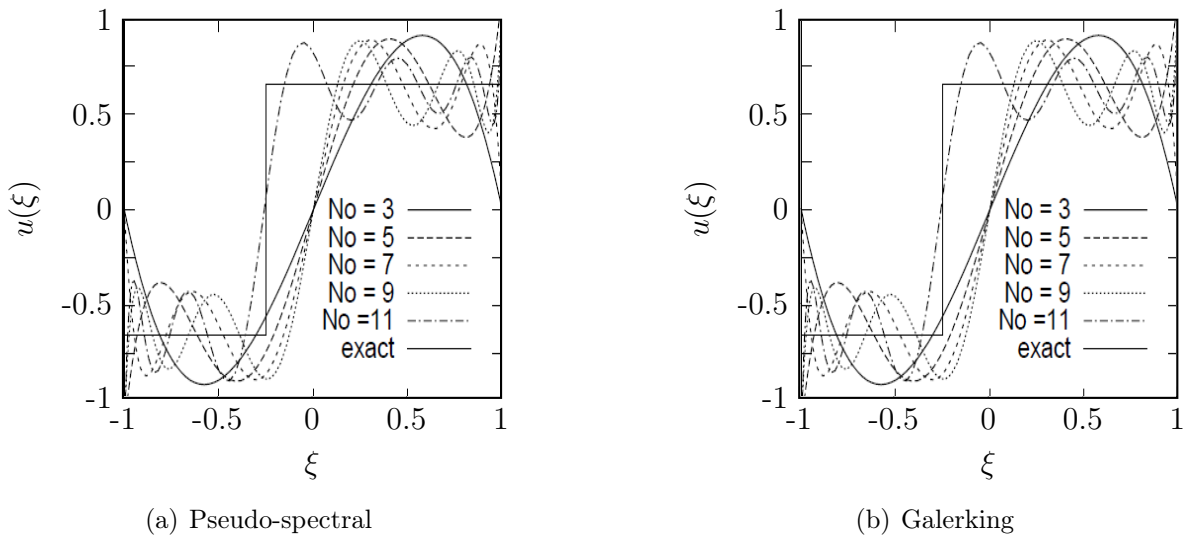 1
0.5
0
-0.5
-1
-1
-0.5
0
0.5
1
u(ξ)
ξ
No = 3
No = 5
No = 7
No = 9
No =11
exact
(a) Pseudo-spectral
1
0.5
0
-0.5
-1
-1
-0.5
0
0.5
1
u(ξ)
ξ
No = 3
No = 5
No = 7
No = 9
No =11
exact
(b) Galerking